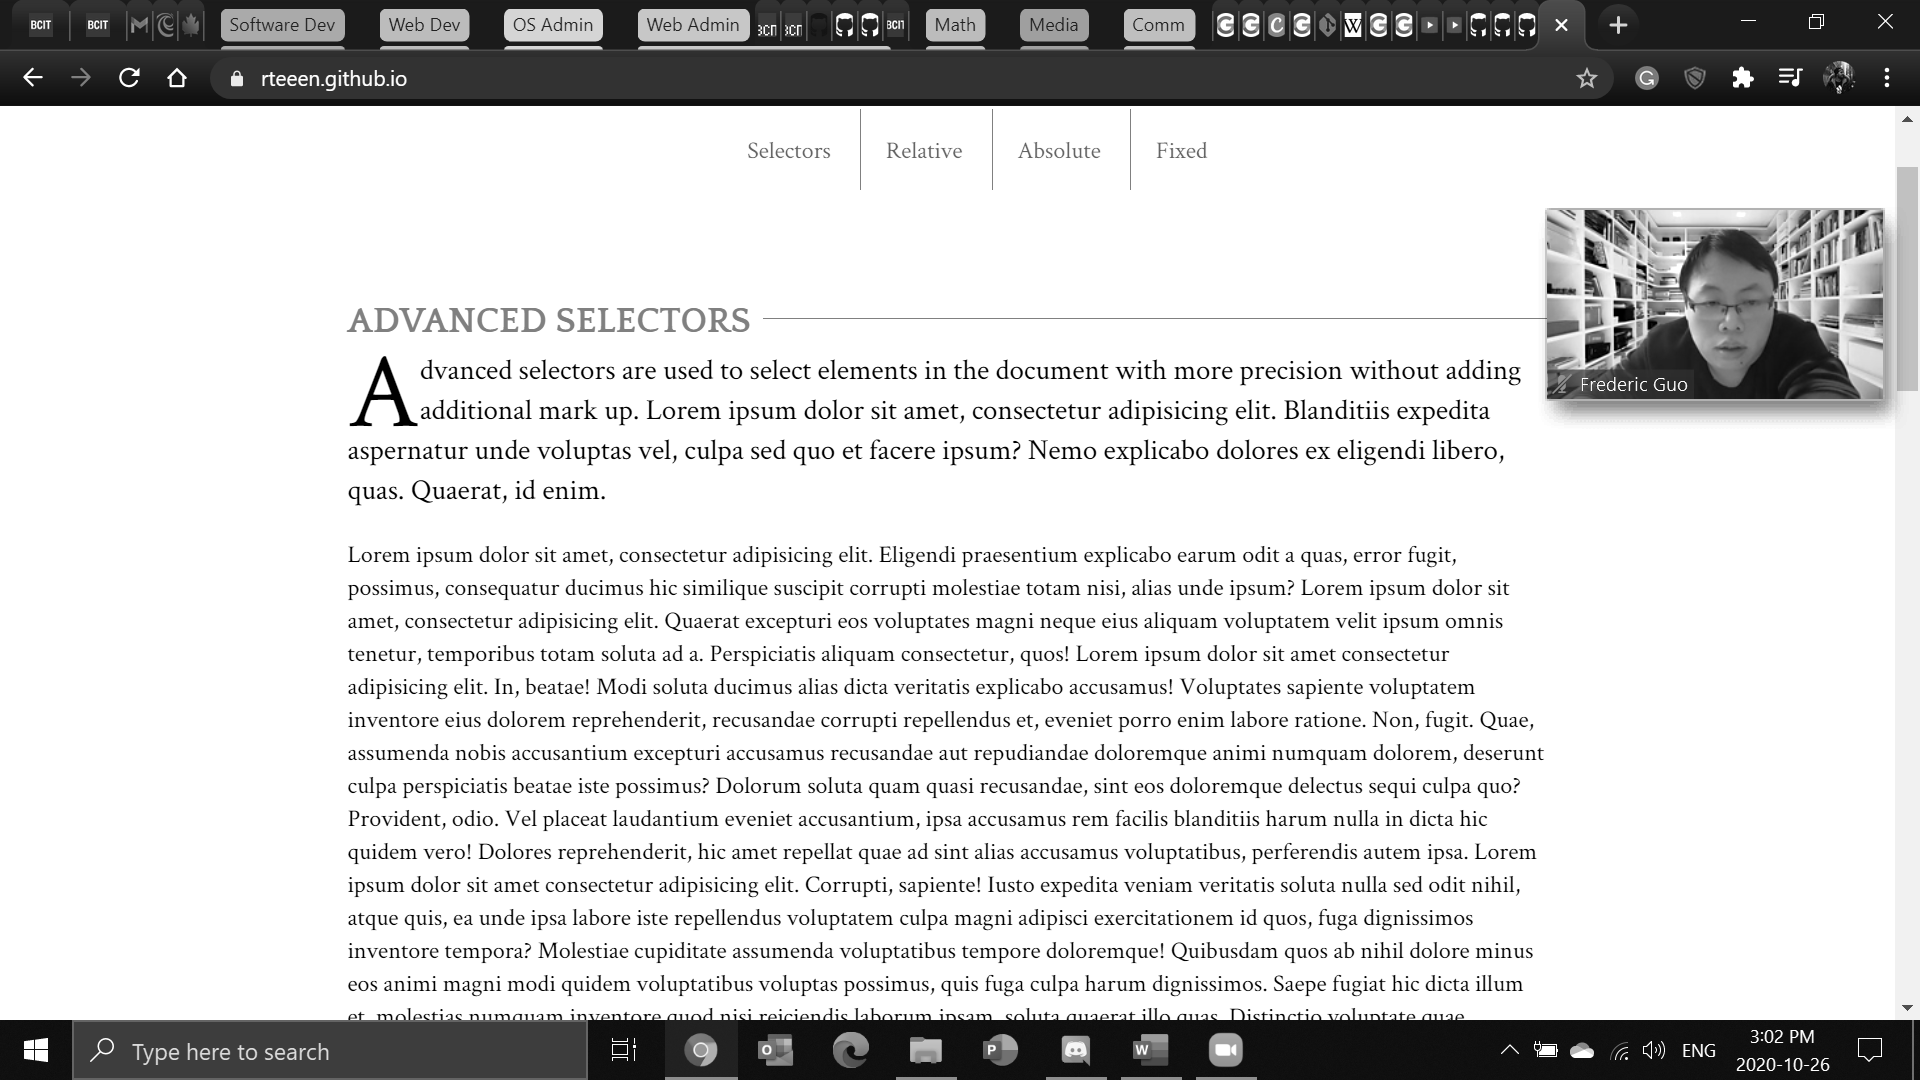 BCIT
BCIT
Software Dev
Web Dev
OS Admin
Web Admin
BCIT
BCIT
BCIT
Math
Media
Comm
rteeen.github.io
Selectors
Relative
Absolute
Fixed
Frederic Guo
ADVANCED SELECTORS
Advanced selectors are used to select elements in the document with more precision without adding
additional mark up. Lorem ipsum dolor sit amet, consectetur adipisicing elit. Blanditiis expedita
aspernatur unde voluptas vel, culpa sed quo et facere ipsum? Nemo explicabo dolores ex eligendi libero,
quas. Quaerat, id enim.
Lorem ipsum dolor sit amet, consectetur adipisicing elit. Eligendi praesentium explicabo earum odit a quas, error fugit,
possimus, consequatur ducimus hic similique suscipit corrupti molestiae totam nisi, alias unde ipsum? Lorem ipsum dolor sit
amet, consectetur adipisicing elit. Quaerat excepturi eos voluptates magni neque eius aliquam voluptatem velit ipsum omnis
tenetur, temporibus totam soluta ad a. Perspiciatis aliquam consectetur, quos! Lorem ipsum dolor sit amet consectetur
adipisicing elit. In, beatae! Modi soluta ducimus alias dicta veritatis explicabo accusamus! Voluptates sapiente voluptatem
inventore eius dolorem reprehenderit, recusandae corrupti repellendus et, eveniet porro enim labore ratione. Non, fugit. Quae,
assumenda nobis accusantium excepturi accusamus recusandae aut repudiandae doloremque animi numquam dolorem, deserunt
culpa perspiciatis beatae iste possimus? Dolorum soluta quam quasi recusandae, sint eos doloremque delectus sequi culpa quo?
Provident, odio. Vel placeat laudantium eveniet accusantium, ipsa accusamus rem facilis blanditiis harum nulla in dicta hic
quidem vero! Dolores reprehenderit, hic amet repellat quae ad sint alias accusamus voluptatibus, perferendis autem ipsa. Lorem
ipsum dolor sit amet consectetur adipisicing elit. Corrupti, sapiente! Iusto expedita veniam veritatis soluta nulla sed odit nihil,
atque quis, ea unde ipsa labore iste repellendus voluptatem culpa magni adipisci exercitationem id quos, fuga dignissimos
inventore tempora? Molestiae cupiditate assumenda voluptatibus tempore doloremque! Quibusdam quos ab nihil dolore minus
eos animi magni modi quidem voluptatibus voluptas possimus, quis fuga culpa harum dignissimos. Saepe fugiat hic dicta illum
et, molestias numquam inventore quod nisi reiciendis laborum ipsam, soluta quaerat illo quas. Distinctio voluptate quae
Type here to search
ENG
3:02 PM
2020-10-26